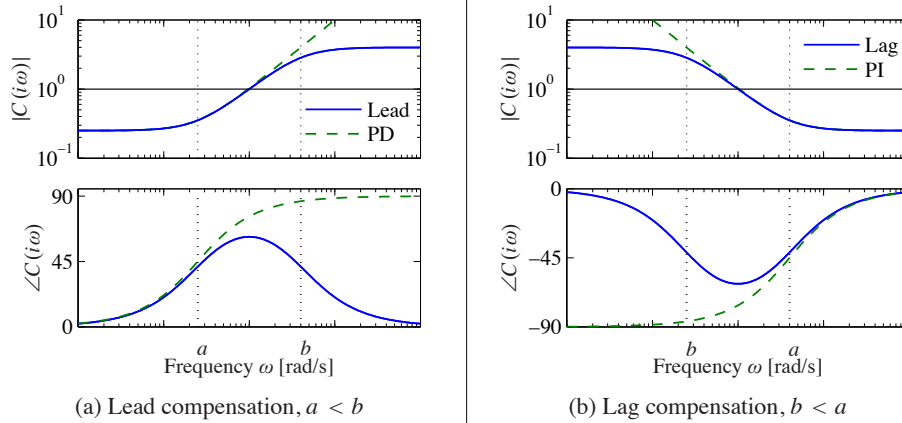 10^1
|C(iω)|
10^0
10^{-1}
Lead
PD
90
∠C(iω)
45
0
a
b
Frequency ω [rad/s]
(a) Lead compensation, a < b
10^1
|C(iω)|
10^0
10^{-1}
Lag
PI
0
∠C(iω)
−45
−90
b
a
Frequency ω [rad/s]
(b) Lag compensation, b < a